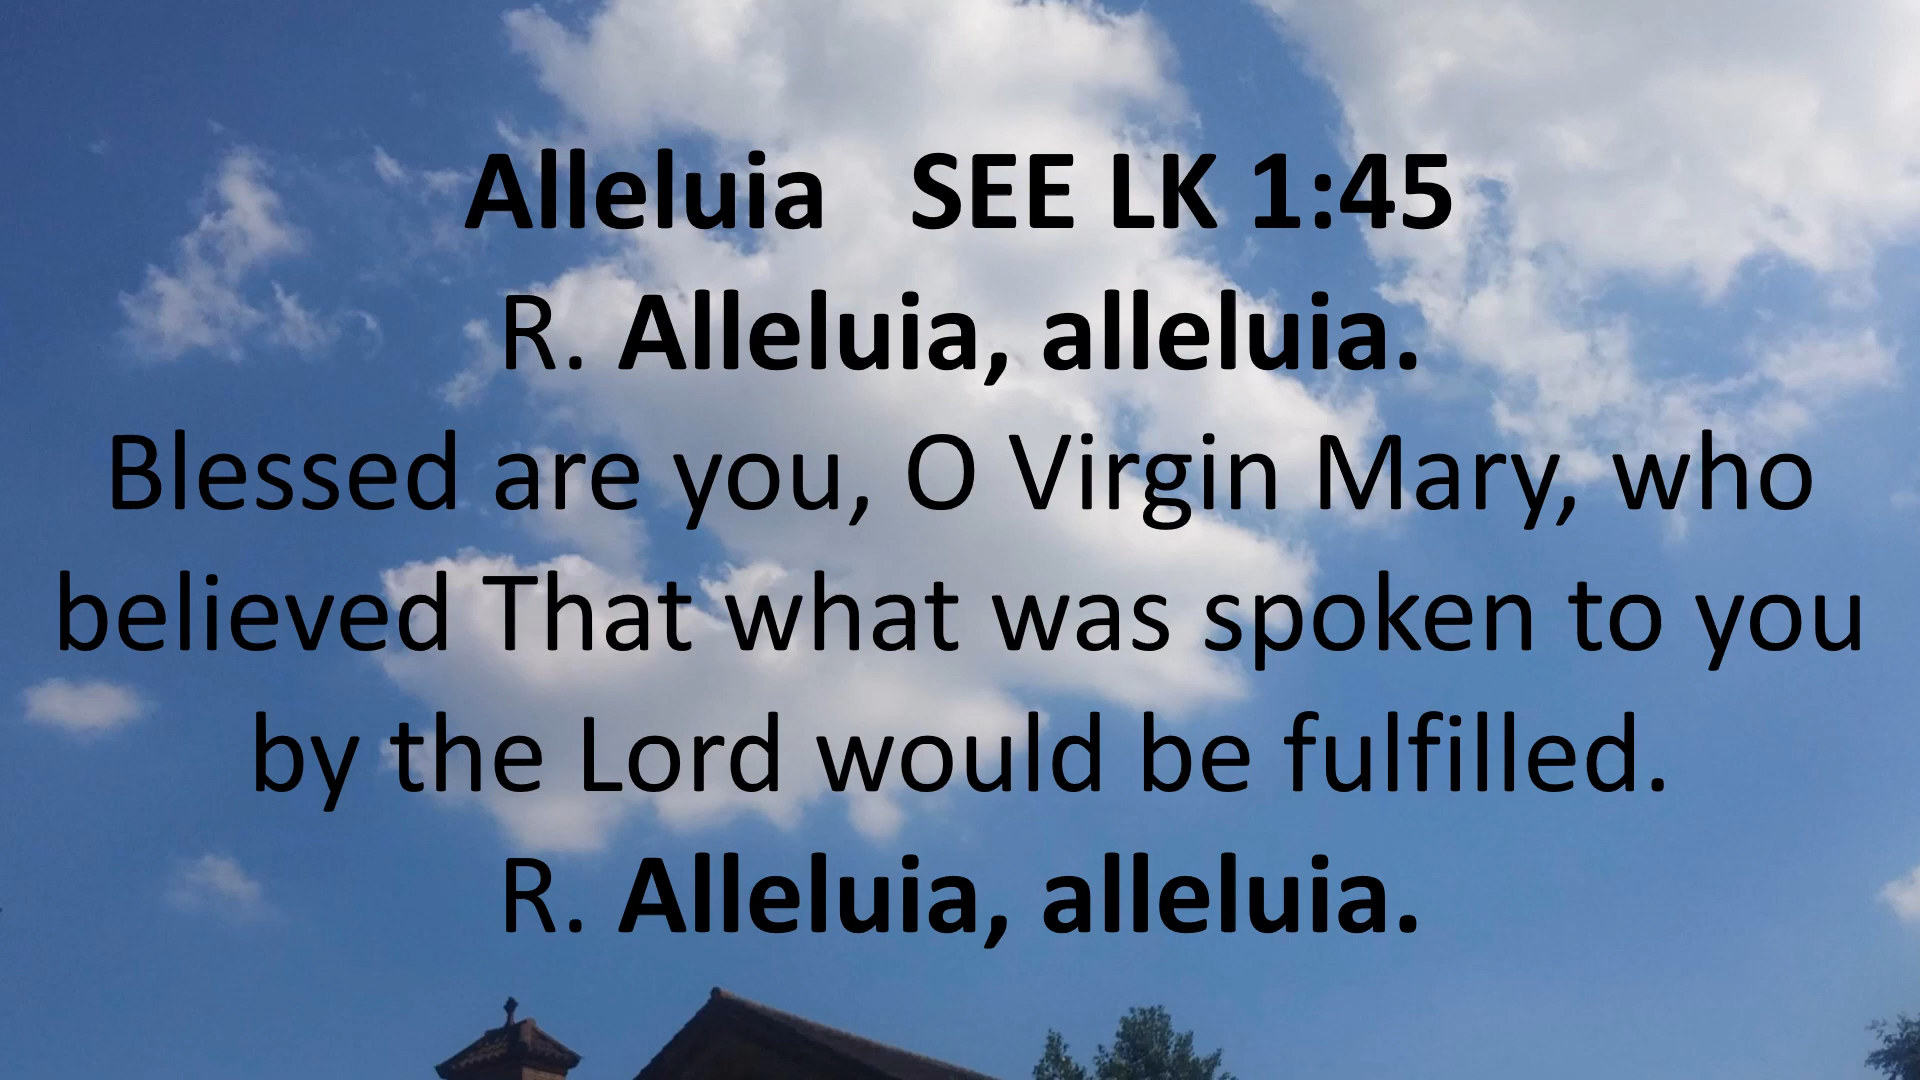 Alleluia   SEE LK 1:45
R. Alleluia, alleluia.
Blessed are you, O Virgin Mary, who
believed That what was spoken to you
by the Lord would be fulfilled.
R. Alleluia, alleluia.